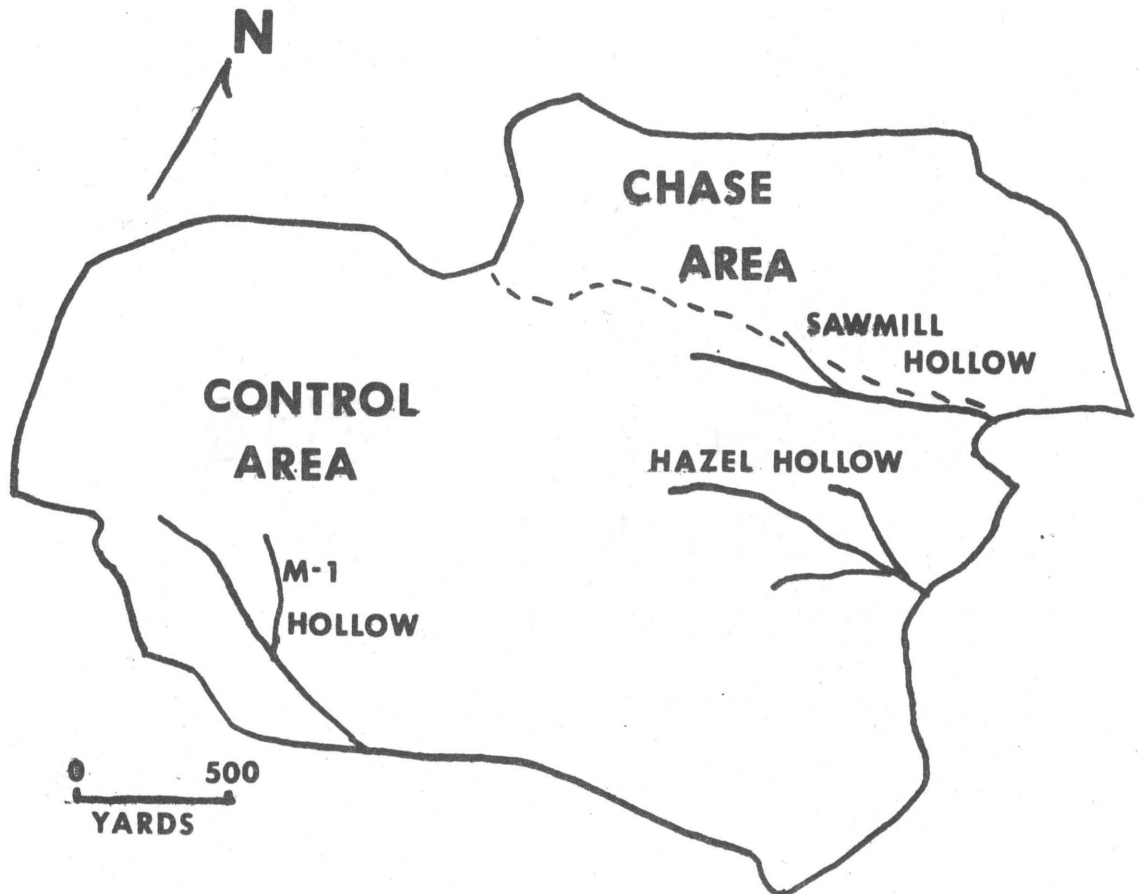 N
CHASE
AREA
SAWMILL
HOLLOW
CONTROL
AREA
HAZEL HOLLOW
M-1
HOLLOW
0 500
YARDS